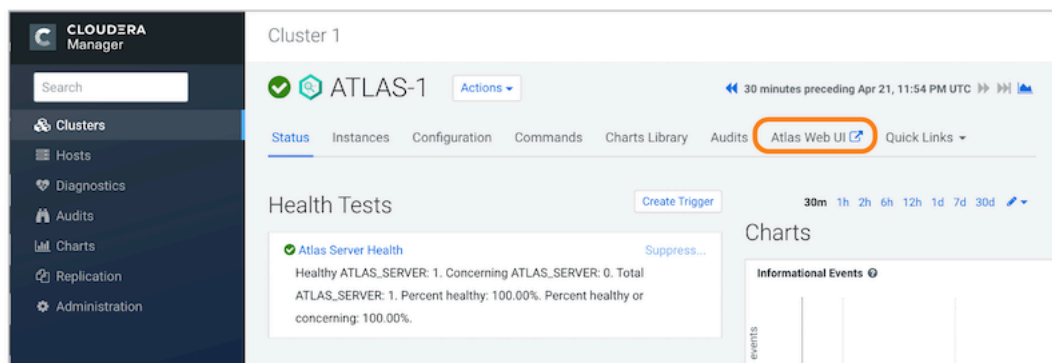 CLOUDERA
Manager
Search
Clusters
Hosts
Diagnostics
Audits
Charts
Replication
Administration
Cluster 1
ATLAS-1
Actions
30 minutes preceding Apr 21, 11:54 PM UTC
Status Instances Configuration Commands Charts Library Audits Atlas Web UI Quick Links
Health Tests
Create Trigger
Atlas Server Health
Suppress...
Healthy ATLAS_SERVER: 1. Concerning ATLAS_SERVER: 0. Total
ATLAS_SERVER: 1. Percent healthy: 100.00%. Percent healthy or
concerning: 100.00%.
30m 1h 2h 6h 12h 1d 7d 30d
Charts
Informational Events
events